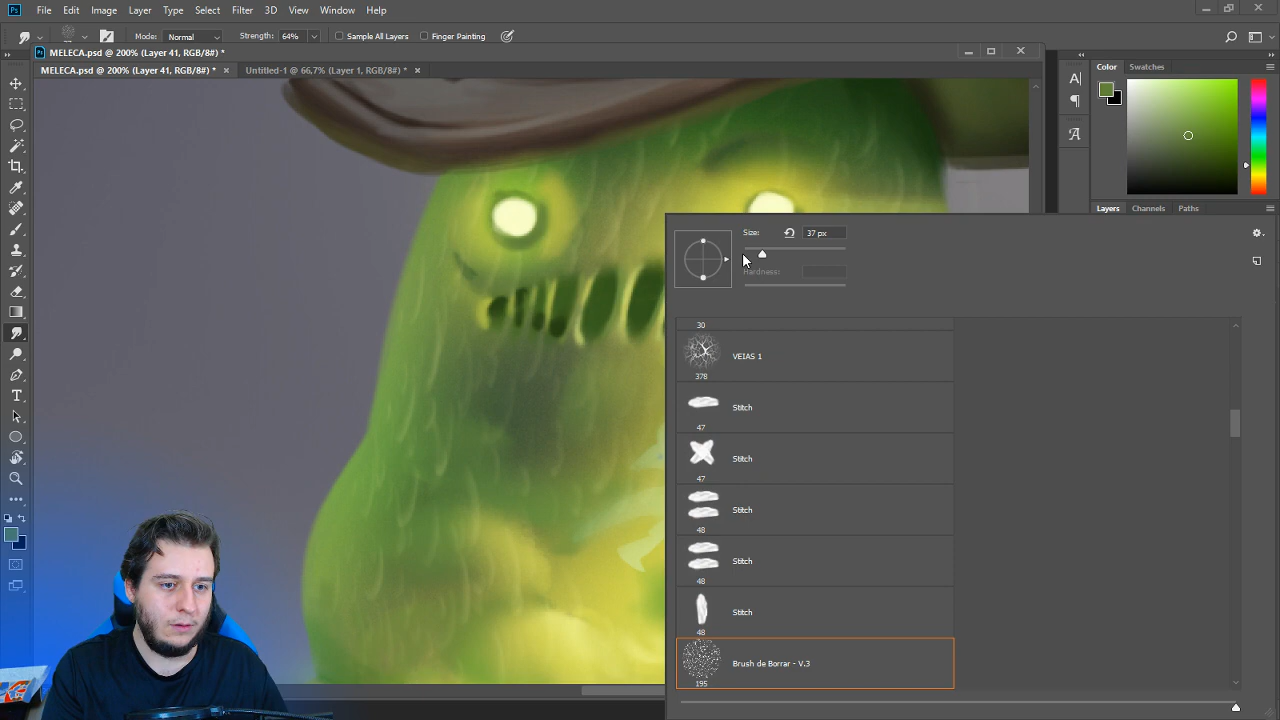 Ps File Edit Image Layer Type Select Filter 3D View Window Help
Mode: Normal Strength: 64% Sample All Layers Finger Painting
MELECA.psd @ 200% (Layer 41, RGB/8#) *
MELECA.psd @ 200% (Layer 41, RGB/8#) * × Untitled-1 @ 66,7% (Layer 1, RGB/8#) * ×
Color Swatches
Layers Channels Paths
Size: 37 px
Hardness:
30
VEIAS 1
378
Stitch
47
Stitch
47
Stitch
48
Stitch
48
Stitch
48
Brush de Borrar - V.3
195